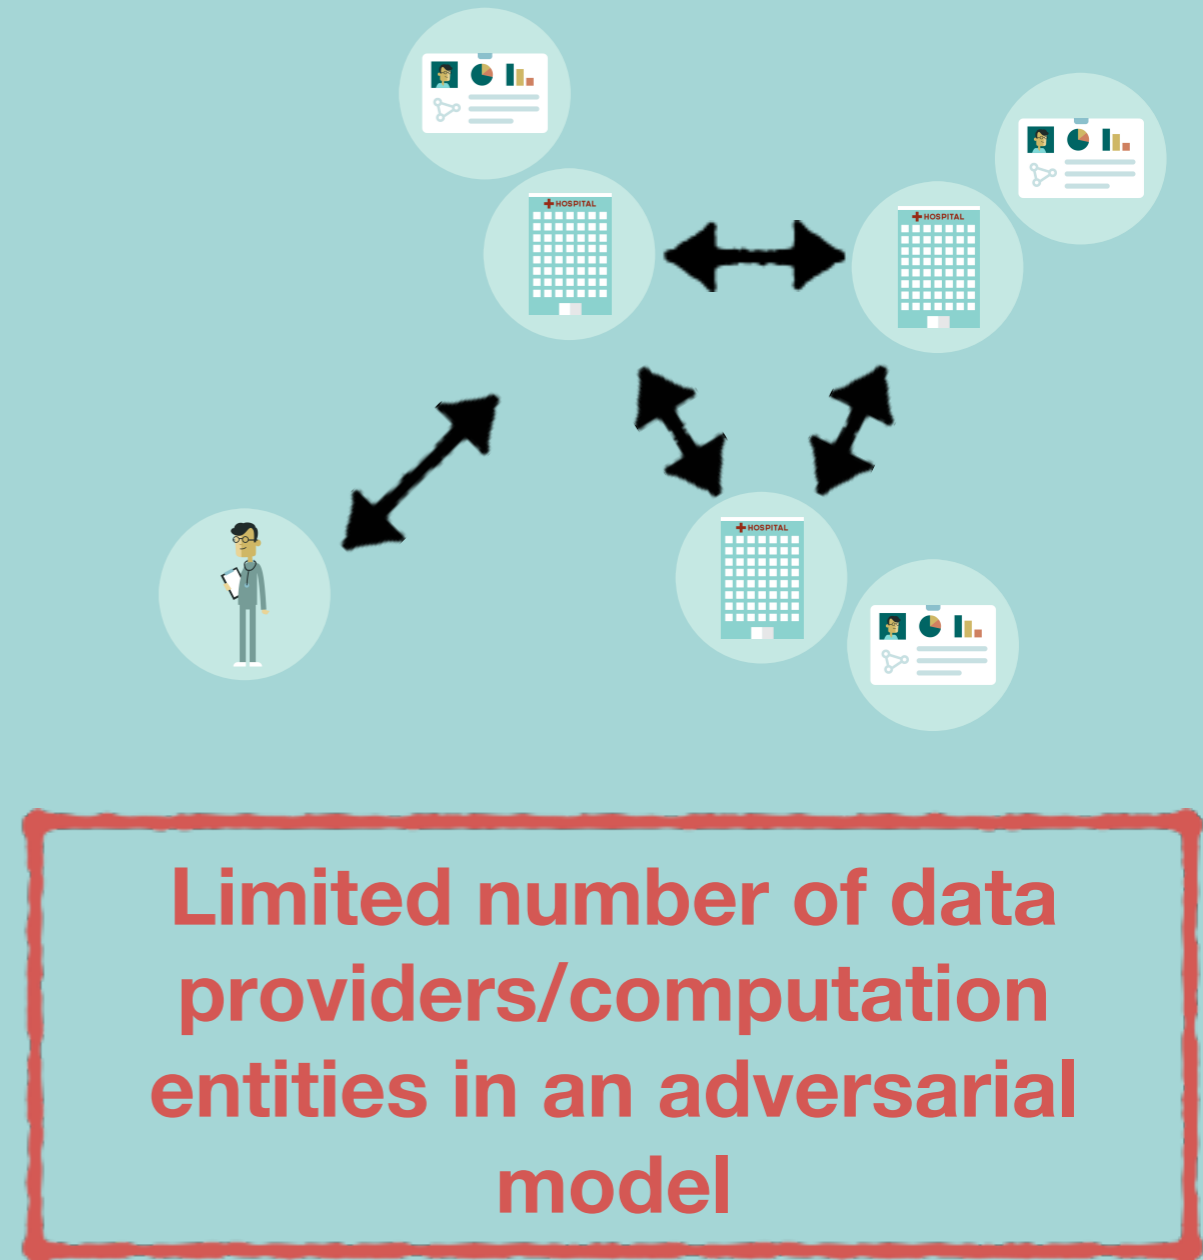 HOSPITAL
HOSPITAL
HOSPITAL
Limited number of data
providers/computation
entities in an adversarial
model